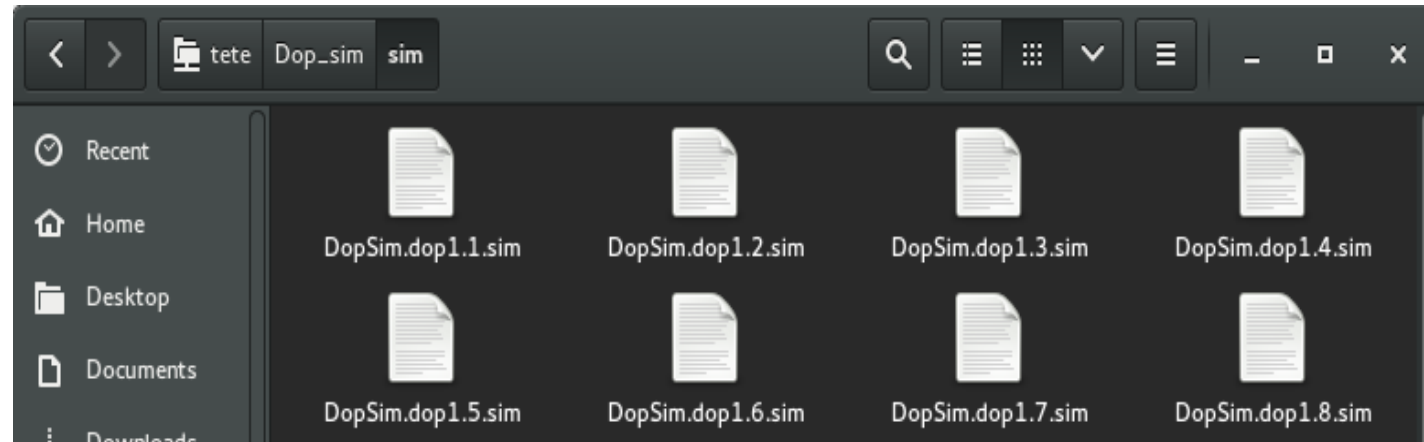 tete Dop_sim sim
Recent
Home
Desktop
Documents
Downloads
DopSim.dop1.1.sim DopSim.dop1.2.sim DopSim.dop1.3.sim DopSim.dop1.4.sim
DopSim.dop1.5.sim DopSim.dop1.6.sim DopSim.dop1.7.sim DopSim.dop1.8.sim